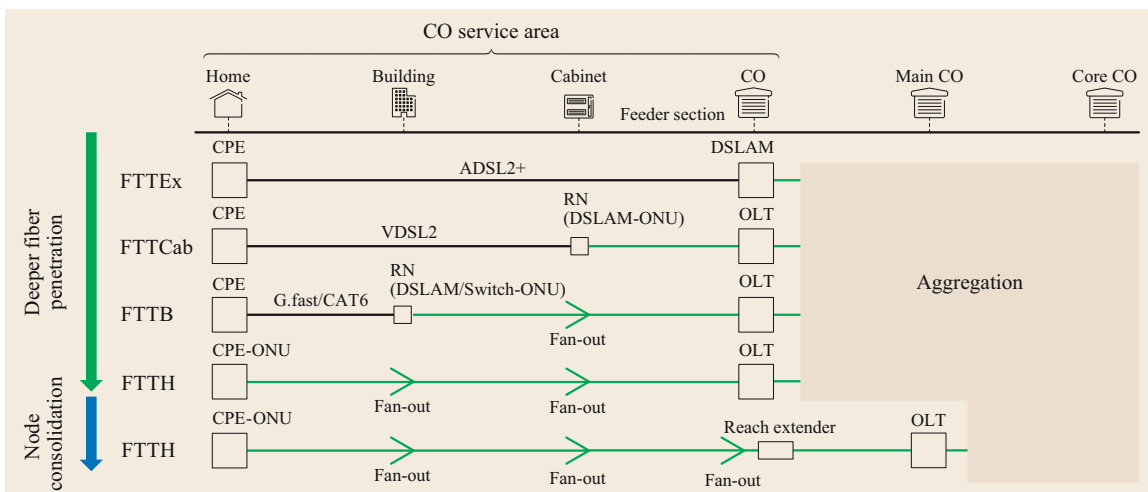 CO service area
Home
Building
Cabinet
CO
Main CO
Core CO
Feeder section
Deeper fiber
penetration
Node
consolidation
FTTEx
CPE
ADSL2+
DSLAM
FTTCab
CPE
VDSL2
RN
(DSLAM-ONU)
OLT
FTTB
CPE
G.fast/CAT6
RN
(DSLAM/Switch-ONU)
Fan-out
OLT
Aggregation
FTTH
CPE-ONU
Fan-out
Fan-out
OLT
FTTH
CPE-ONU
Fan-out
Fan-out
Fan-out
Reach extender
OLT